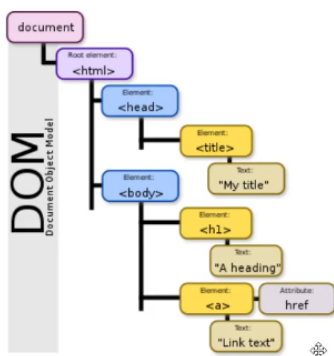 document
Root element:
<html>
Element:
<head>
Element:
<title>
Text:
"My title"
Element:
<body>
Element:
<h1>
Text:
"A heading"
Element:
<a>
Attribute:
href
Text:
"Link text"
DOM
Document Object Model